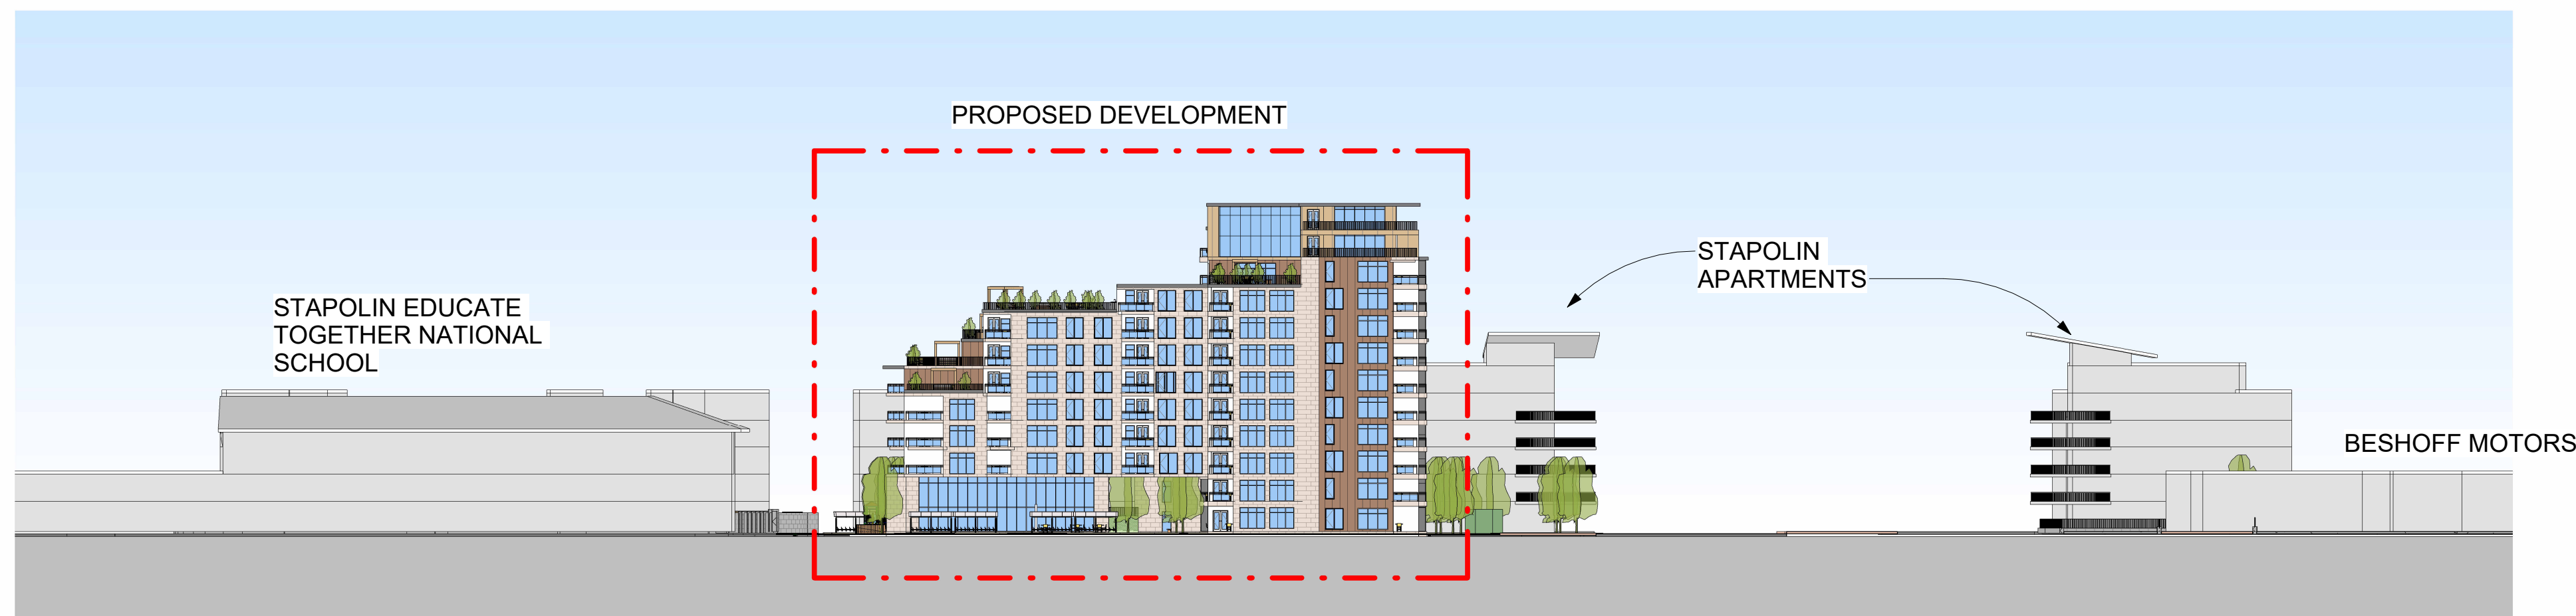 PROPOSED DEVELOPMENT
STAPOLIN
APARTMENTS
STAPOLIN EDUCATE
TOGETHER NATIONAL
SCHOOL
BESHOFF MOTORS